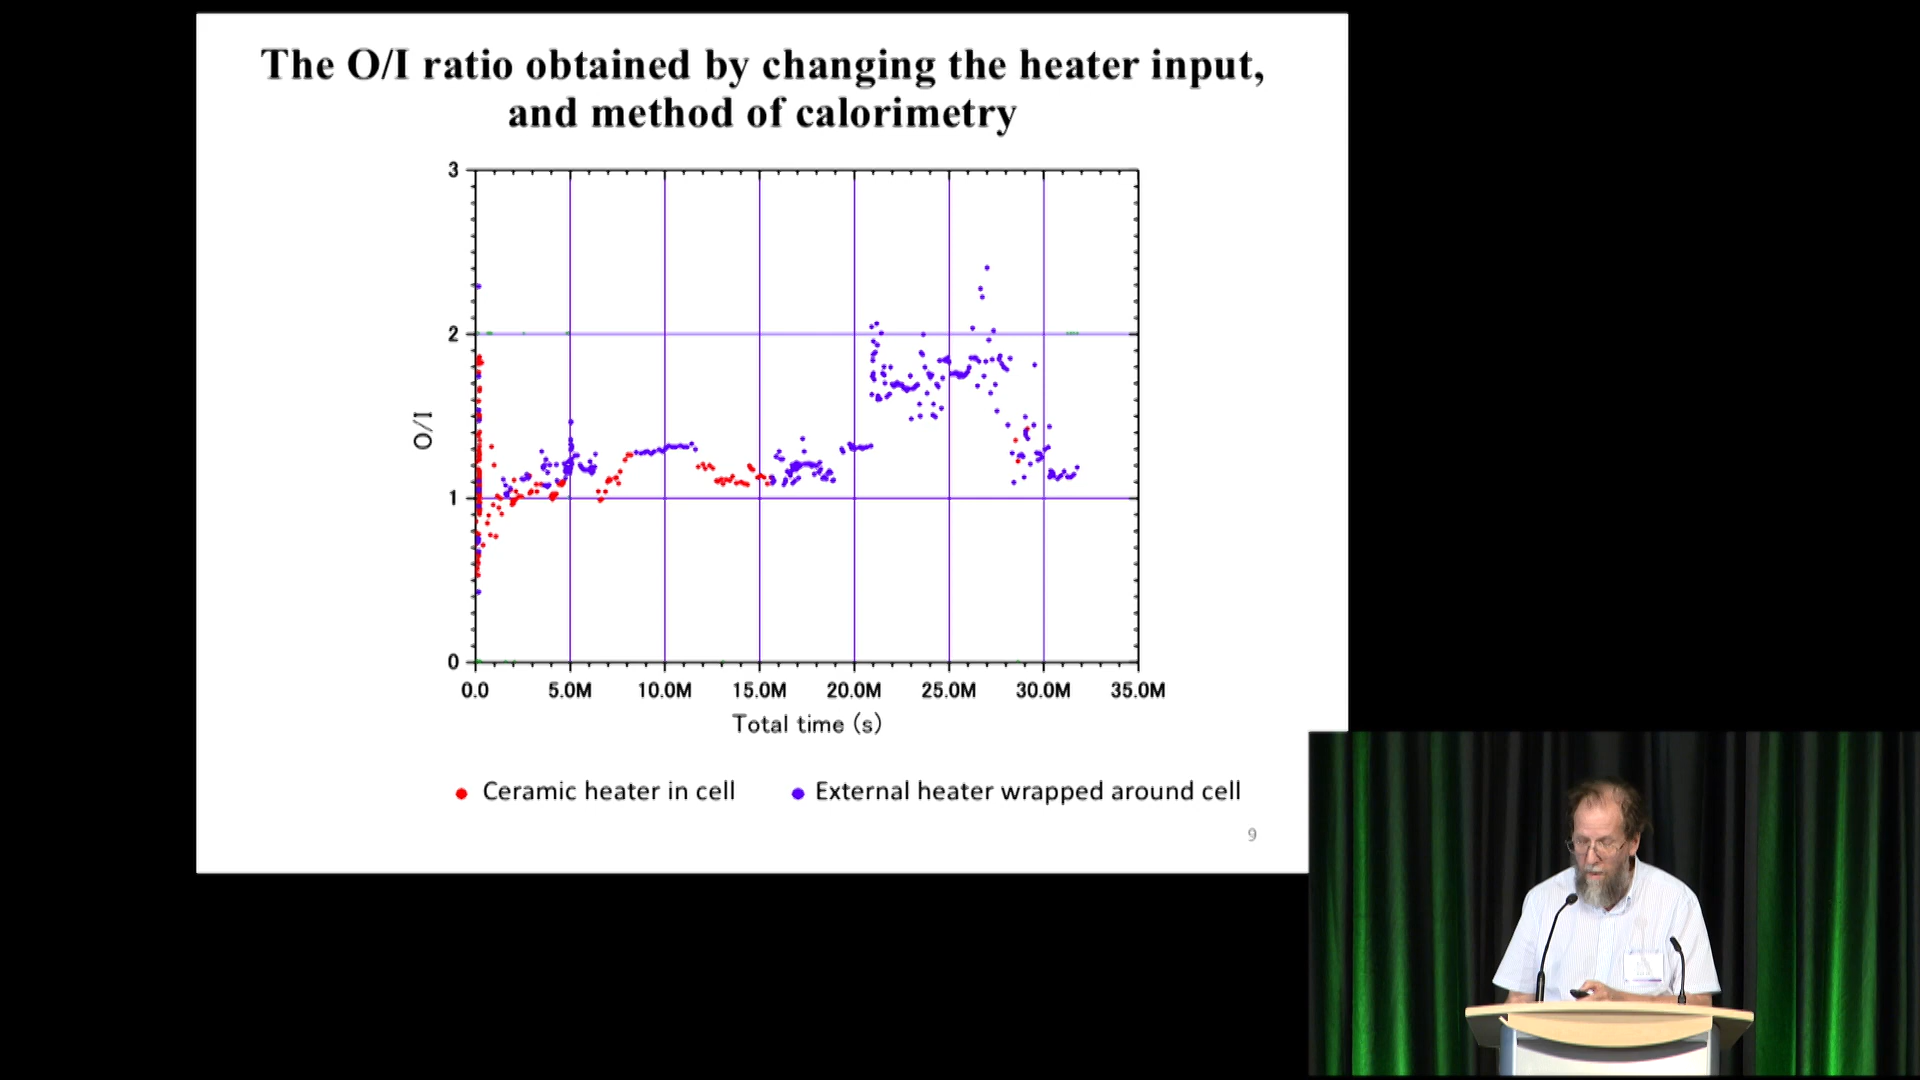 The O/I ratio obtained by changing the heater input,
and method of calorimetry
3
2
1
0
O/I
0.0 5.0M 10.0M 15.0M 20.0M 25.0M 30.0M 35.0M
Total time (s)
Ceramic heater in cell External heater wrapped around cell
9